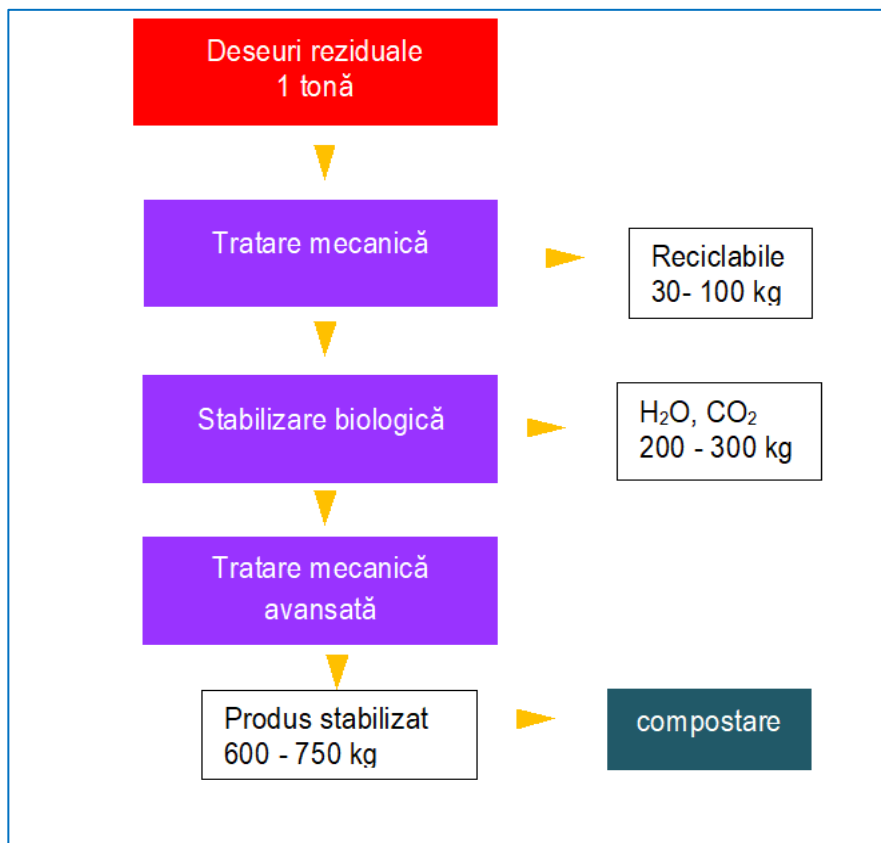 Deseuri reziduale
1 tonă
Tratare mecanică
Reciclabile
30- 100 kg
Stabilizare biologică
H₂O, CO₂
200 - 300 kg
Tratare mecanică
avansată
Produs stabilizat
600 - 750 kg
compostare